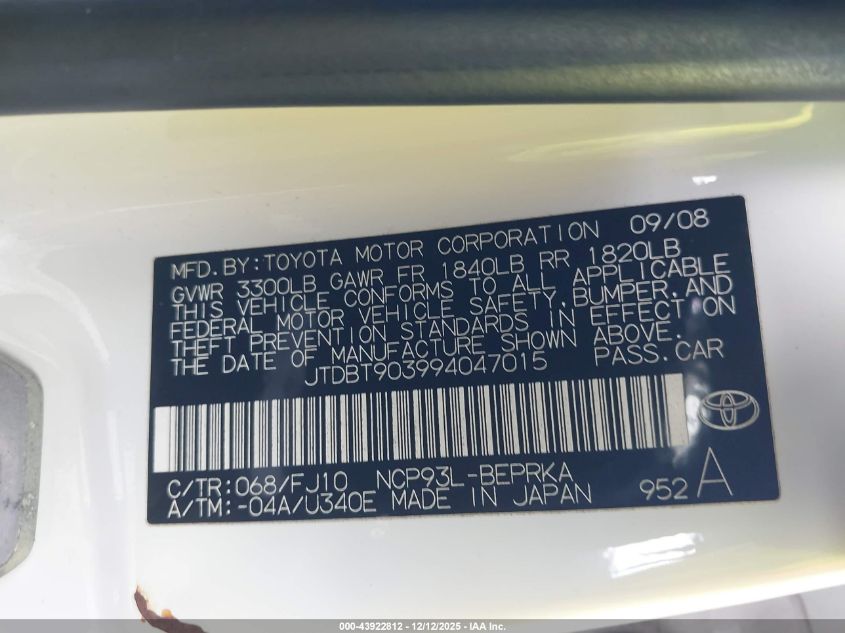 MFD.BY:TOYOTA MOTOR CORPORATION 09/08
GVWR 3300LB GAWR FR 1840LB RR 1820LB
THIS VEHICLE CONFORMS TO ALL APPLICABLE
FEDERAL MOTOR VEHICLE SAFETY,BUMPER,AND
THEFT PREVENTION STANDARDS IN EFFECT ON
THE DATE OF MANUFACTURE SHOWN ABOVE.
JTDBT903994047015 PASS.CAR
C/TR:068/FJ10 NCP93L-BEPRKA
A/TM:-04A/U340E MADE IN JAPAN 952 A
000-43922812 - 12/12/2025 - IAA Inc.